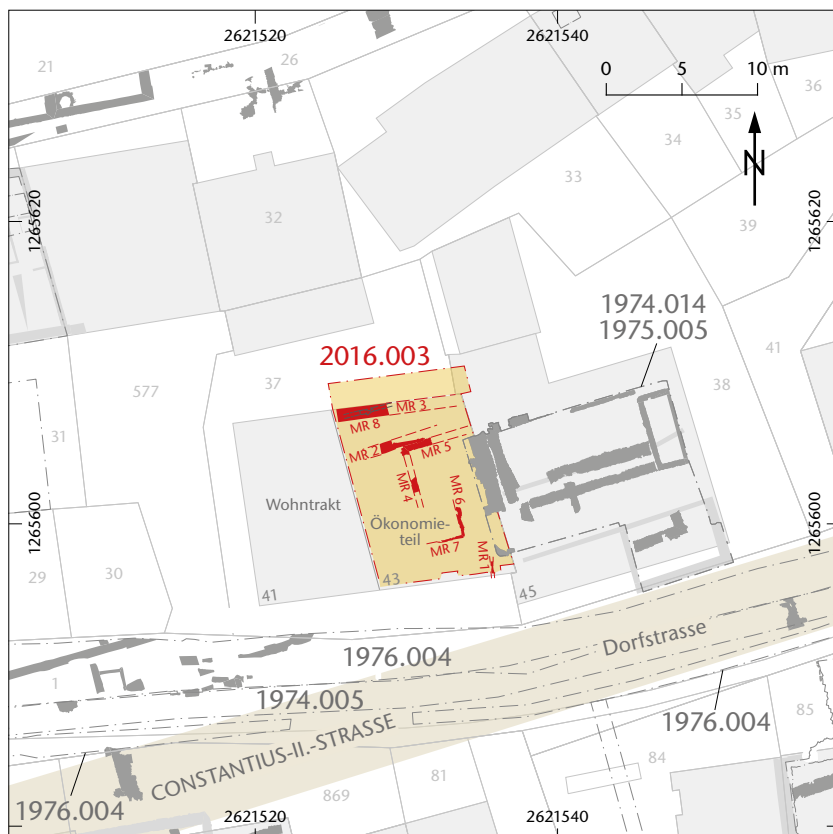 2621520
2621540
21
26
0 5 10 m
35
36
34
N
33
1265620
32
39
1265620
1974.014
1975.005
2016.003
577
37
41
38
MR 3
MR 8
31
MR 2
MR 5
MR 4
MR 6
Wohntrakt
Ökonomie-
teil
1265600
1265600
MR 7
MR 1
29
30
41
43
45
Dorfstrasse
1976.004
1
1974.005
1976.004
85
CONSTANTIUS-II.-STRASSE
84
81
869
1976.004
2621520
2621540